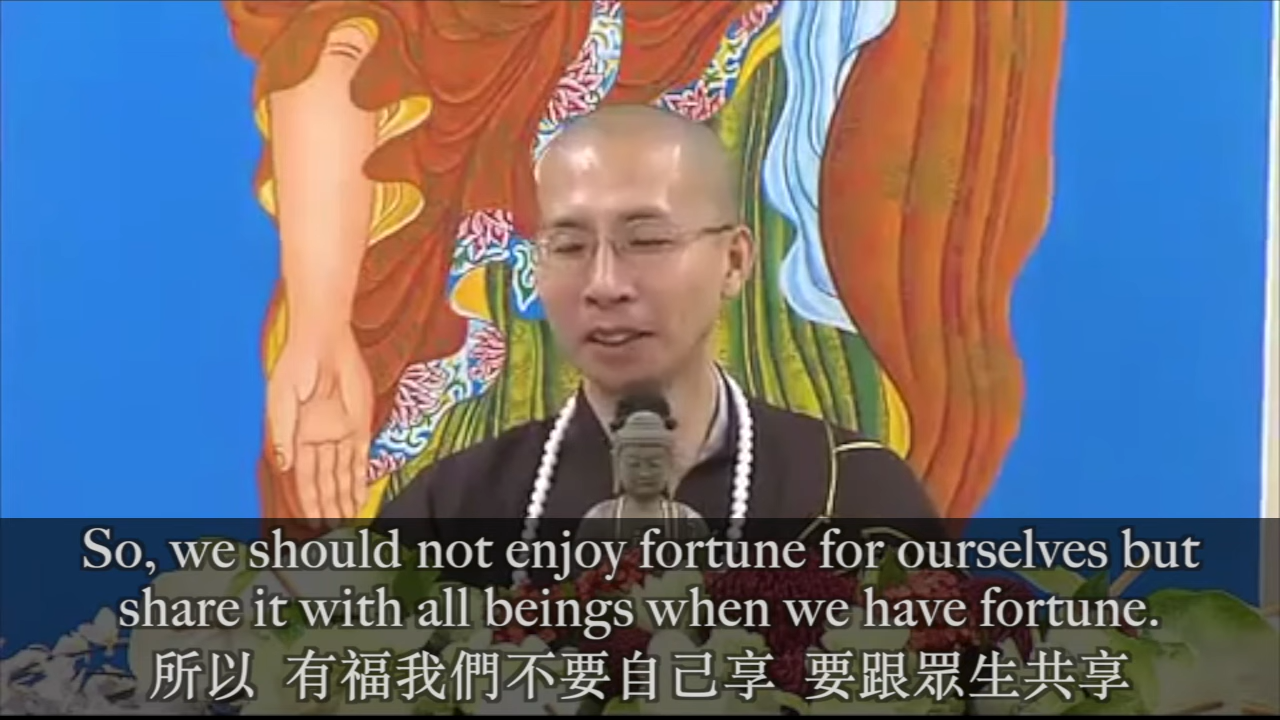 So, we should not enjoy fortune for ourselves but
share it with all beings when we have fortune.
所以 有福我們不要自己享 要跟眾生共享